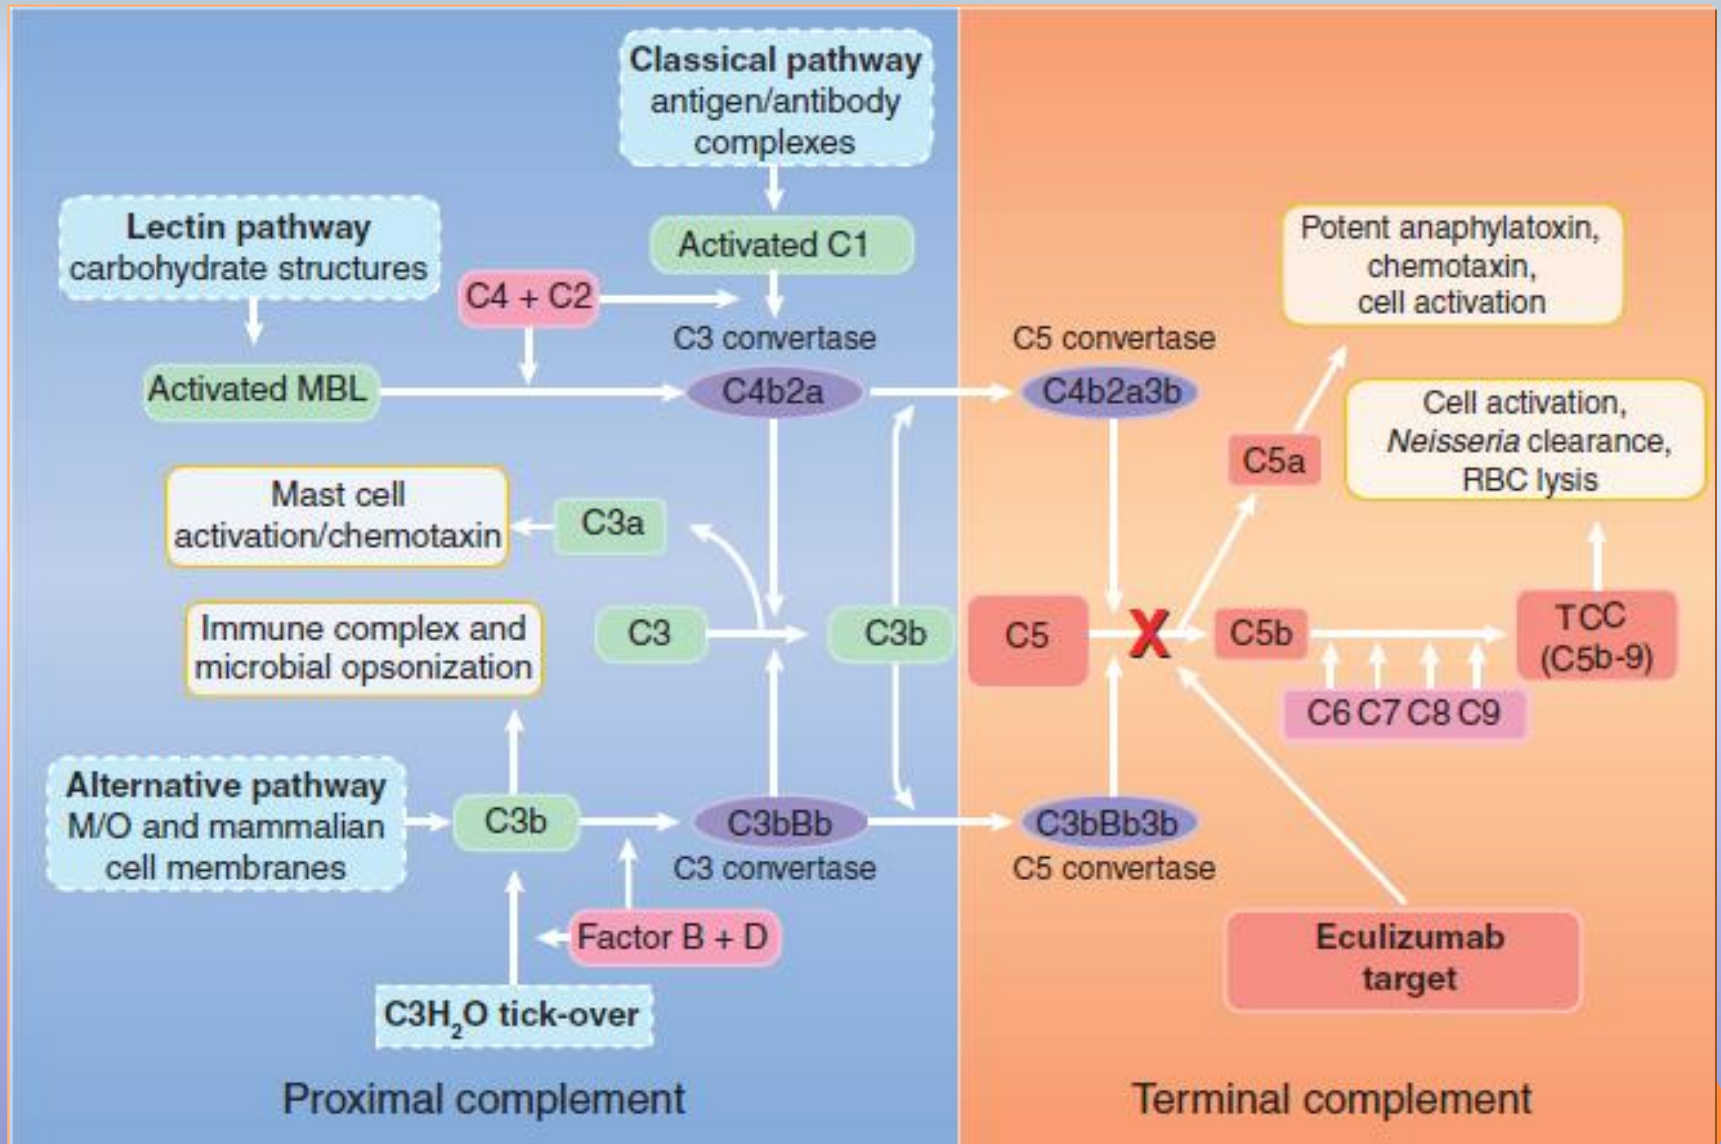 Classical pathway
antigen/antibody
complexes
Lectin pathway
carbohydrate structures
Activated C1
C4 + C2
C3 convertase
Activated MBL
C4b2a
Mast cell
activation/chemotaxin
C3a
Immune complex and
microbial opsonization
C3
C3b
Alternative pathway
M/O and mammalian
cell membranes
C3b
C3bBb
C3 convertase
Factor B + D
C3H₂O tick-over
Proximal complement
Potent anaphylatoxin,
chemotaxin,
cell activation
C5 convertase
C4b2a3b
Cell activation,
Neisseria clearance,
RBC lysis
C5a
C5
X
C5b
TCC
(C5b-9)
C6 C7 C8 C9
C3bBb3b
C5 convertase
Eculizumab
target
Terminal complement